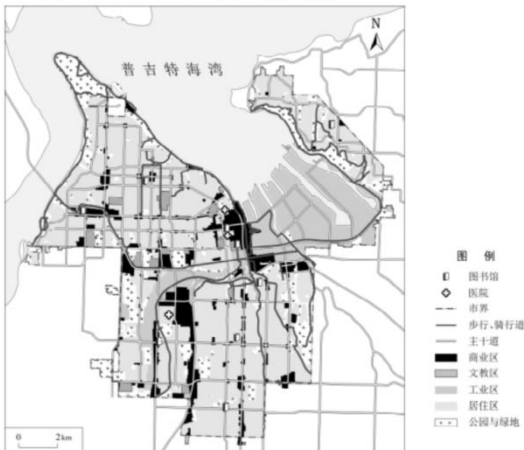 普吉特海湾
N
图 例
图书馆
医院
市界
步行、骑行道
主干道
商业区
文教区
工业区
居住区
公园与绿地
0 2km